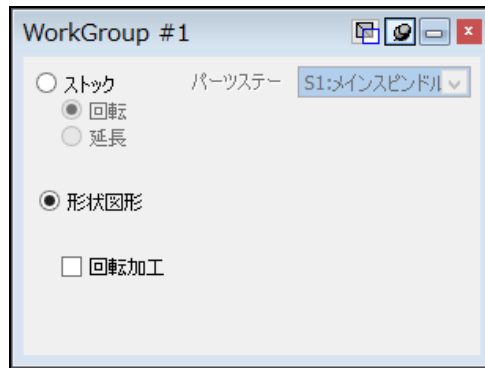 WorkGroup #1
ストック パーツステー S1:メインスピンドル
回転
延長
形状図形
回転加工